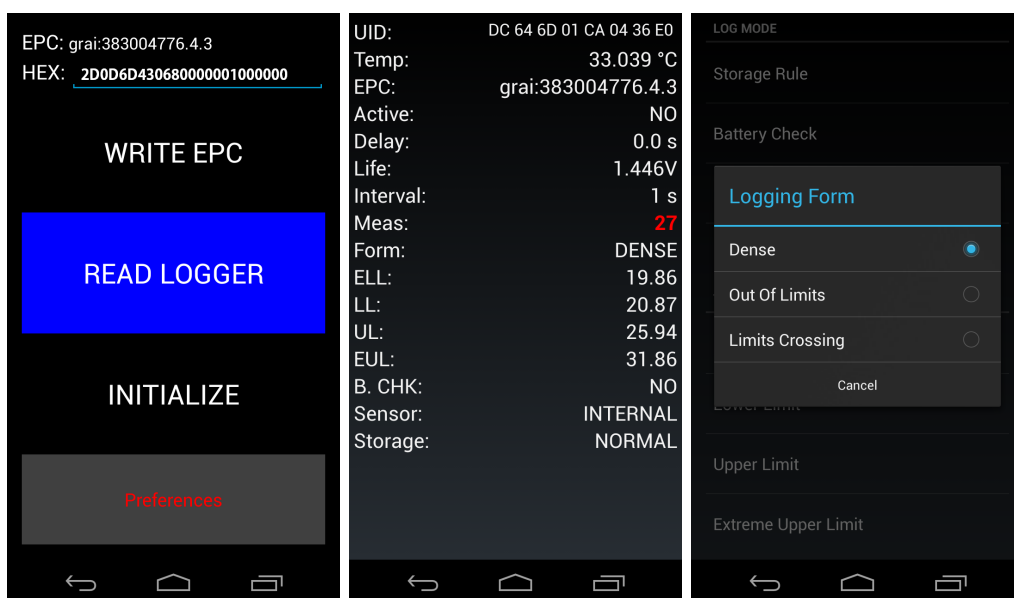 EPC: grai:383004776.4.3
HEX: 2D0D6D430680000001000000
WRITE EPC
READ LOGGER
INITIALIZE
Preferences
UID: DC 64 6D 01 CA 04 36 E0
Temp: 33.039 °C
EPC: grai:383004776.4.3
Active: NO
Delay: 0.0 s
Life: 1.446V
Interval: 1 s
Meas: 27
Form: DENSE
ELL: 19.86
LL: 20.87
UL: 25.94
EUL: 31.86
B. CHK: NO
Sensor: INTERNAL
Storage: NORMAL
LOG MODE
Storage Rule
Battery Check
Logging Form
Dense
Out Of Limits
Limits Crossing
Cancel
Lower Limit
Upper Limit
Extreme Upper Limit